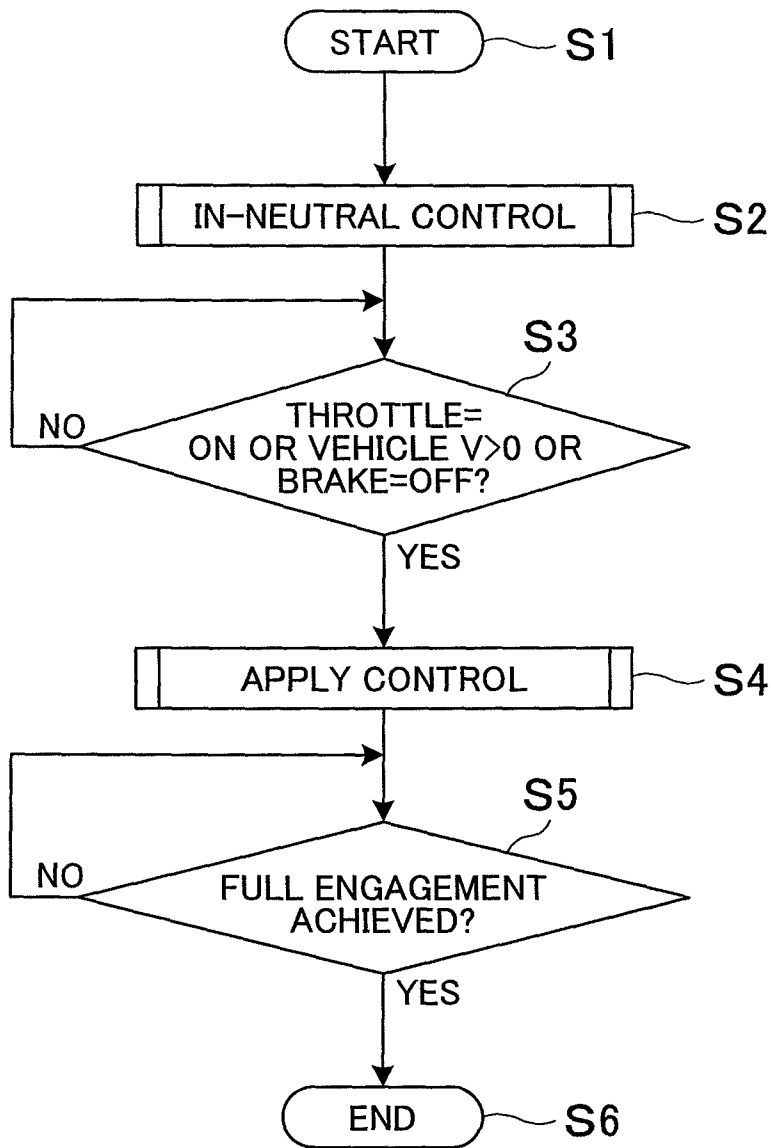 START
S1
IN-NEUTRAL CONTROL
S2
S3
THROTTLE=
ON OR VEHICLE V>0 OR
BRAKE=OFF?
NO
YES
APPLY CONTROL
S4
S5
FULL ENGAGEMENT
ACHIEVED?
NO
YES
END
S6